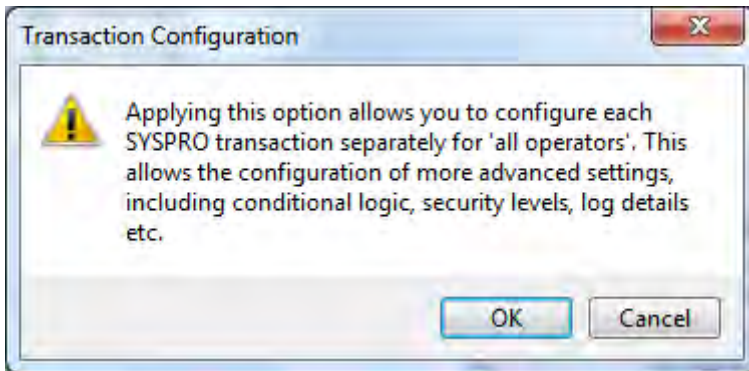 Transaction Configuration
Applying this option allows you to configure each
SYSPRO transaction separately for 'all operators'. This
allows the configuration of more advanced settings,
including conditional logic, security levels, log details
etc.
OK
Cancel